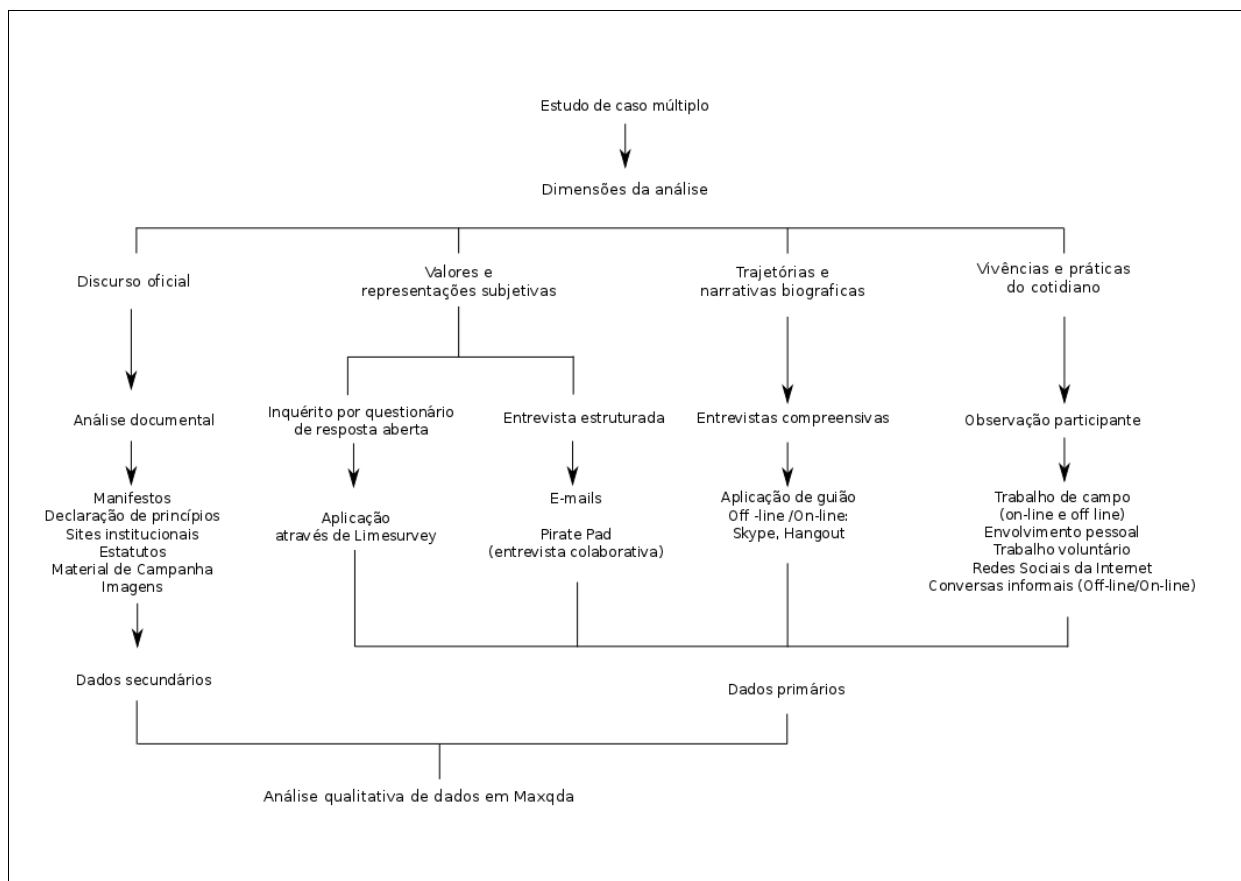 Estudo de caso múltiplo
Dimensões da análise
Discurso oficial
Valores e
representações subjetivas
Trajetórias e
narrativas biograficas
Vivências e práticas
do cotidiano
Análise documental
Inquérito por questionário
de resposta aberta
Entrevista estruturada
Entrevistas compreensivas
Observação participante
Manifestos
Declaração de princípios
Sites institucionais
Estatutos
Material de Campanha
Imagens
Aplicação
através de Limesurvey
E-mails
Pirate Pad
(entrevista colaborativa)
Aplicação de guião
Off -line /On-line:
Skype, Hangout
Trabalho de campo
(on-line e off line)
Envolvimento pessoal
Trabalho voluntário
Redes Sociais da Internet
Conversas informais (Off-line/On-line)
Dados secundários
Dados primários
Análise qualitativa de dados em Maxqda